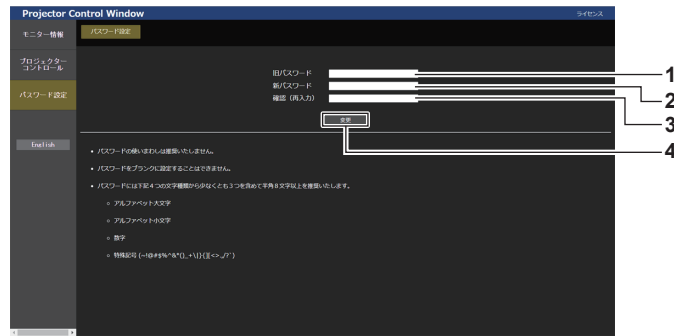 Projector Control Window
ライセンス
モニター情報
パスワード設定
プロジェクター
コントロール
パスワード設定
English
旧パスワード
1
新パスワード
2
確認（再入力）
3
変更
4
• パスワードの使いまわしは推奨いたしません。
• パスワードをブランクに設定することはできません。
• パスワードには下記４つの文字種類から少なくとも３つを含めて半角８文字以上を推奨いたします。
○ アルファベット大文字
○ アルファベット小文字
○ 数字
○ 特殊記号 (~!@#$%^&*()_+\|}{][<>.,/?`)